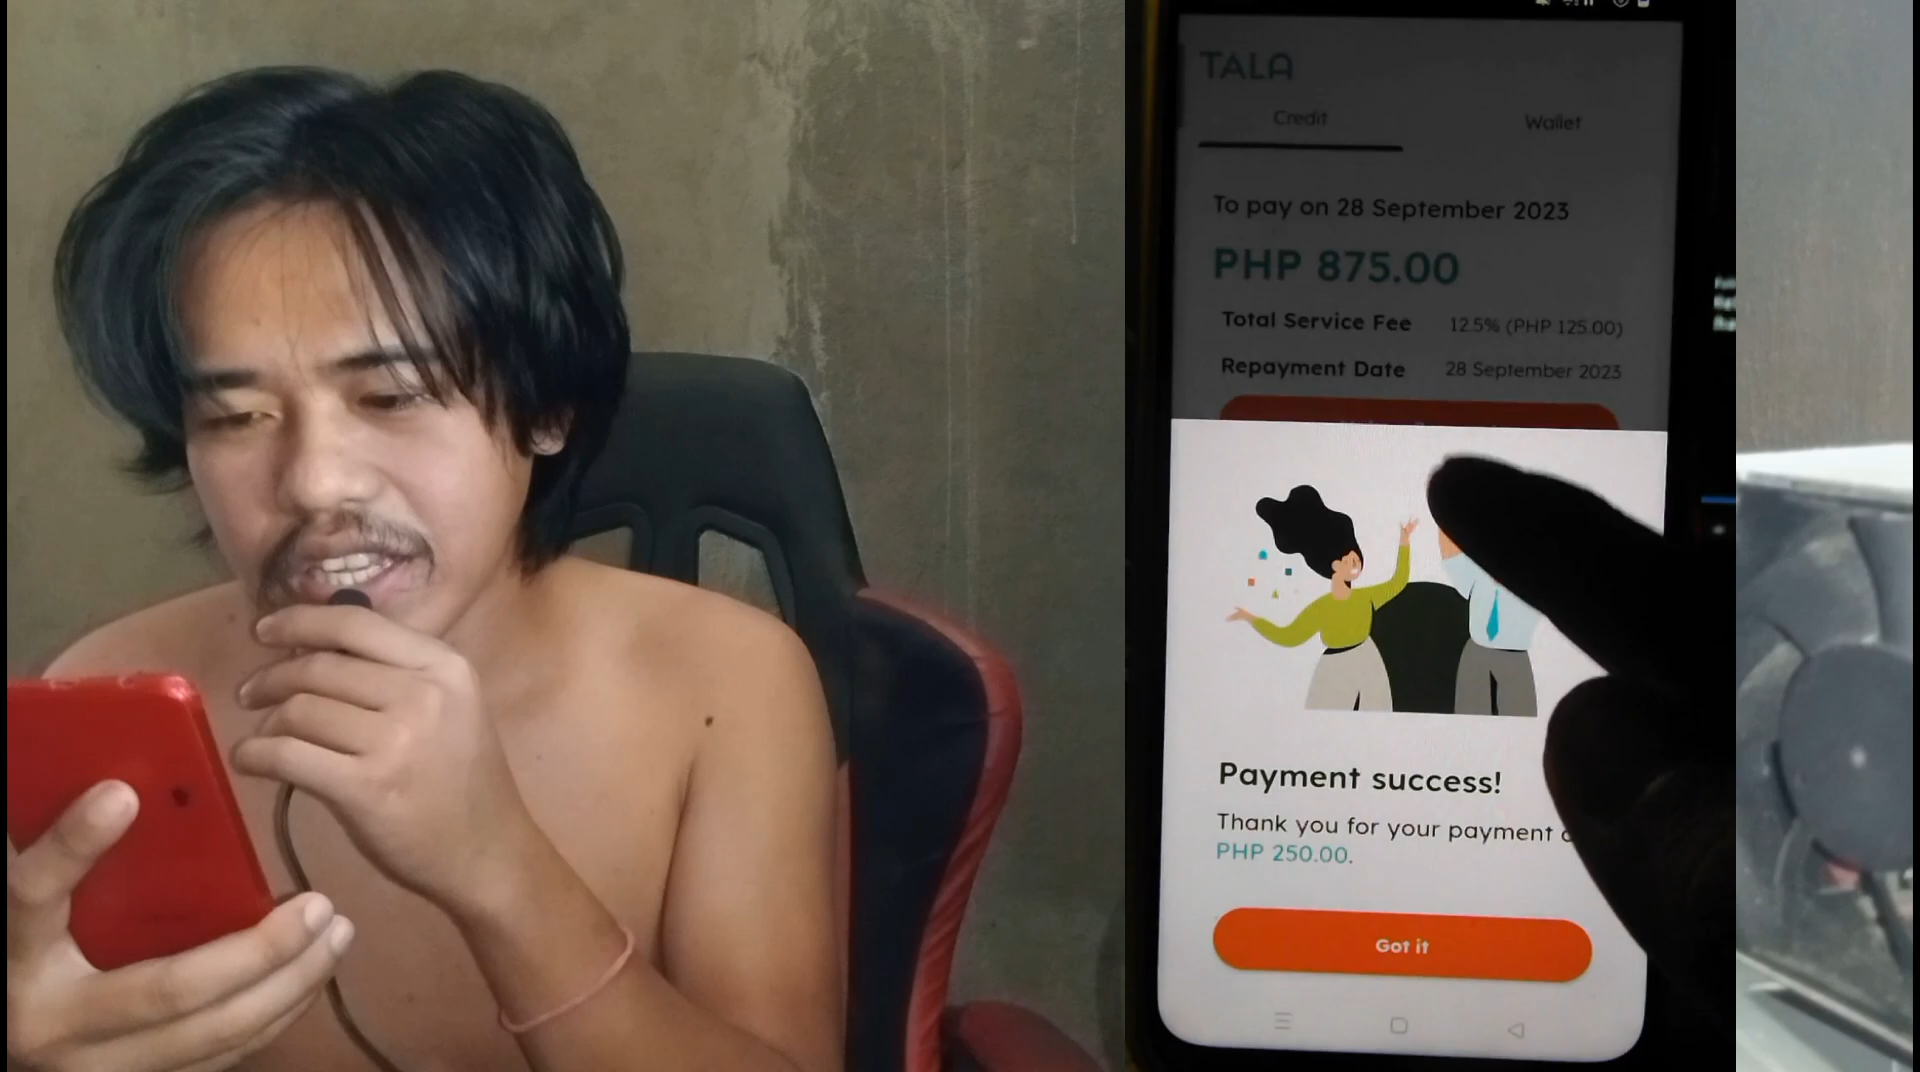 TALA
Credit
Wallet
To pay on 28 September 2023
PHP 875.00
Total Service Fee 12.5% (PHP 125.00)
Repayment Date 28 September 2023
Payment success!
Thank you for your payment
PHP 250.00.
Got it